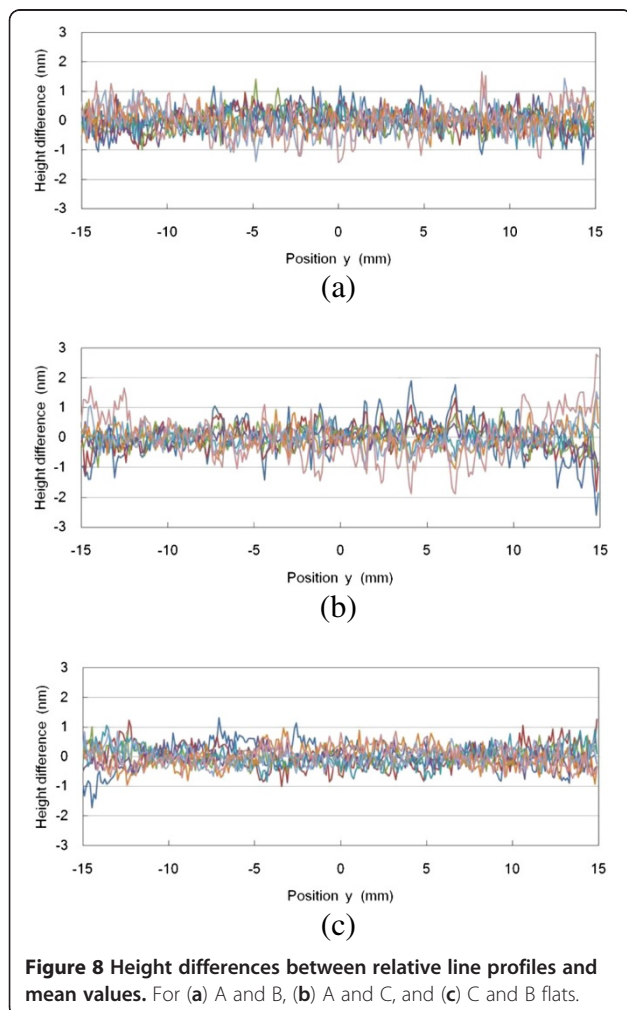 3
2
1
0
-1
-2
-3
Height difference (nm)
-15 -10 -5 0 5 10 15
Position y (mm)
(a)
3
2
1
0
-1
-2
-3
Height difference (nm)
-15 -10 -5 0 5 10 15
Position y (mm)
(b)
3
2
1
0
-1
-2
-3
Height difference (nm)
-15 -10 -5 0 5 10 15
Position y (mm)
(c)
Figure 8 Height differences between relative line profiles and
mean values. For (a) A and B, (b) A and C, and (c) C and B flats.